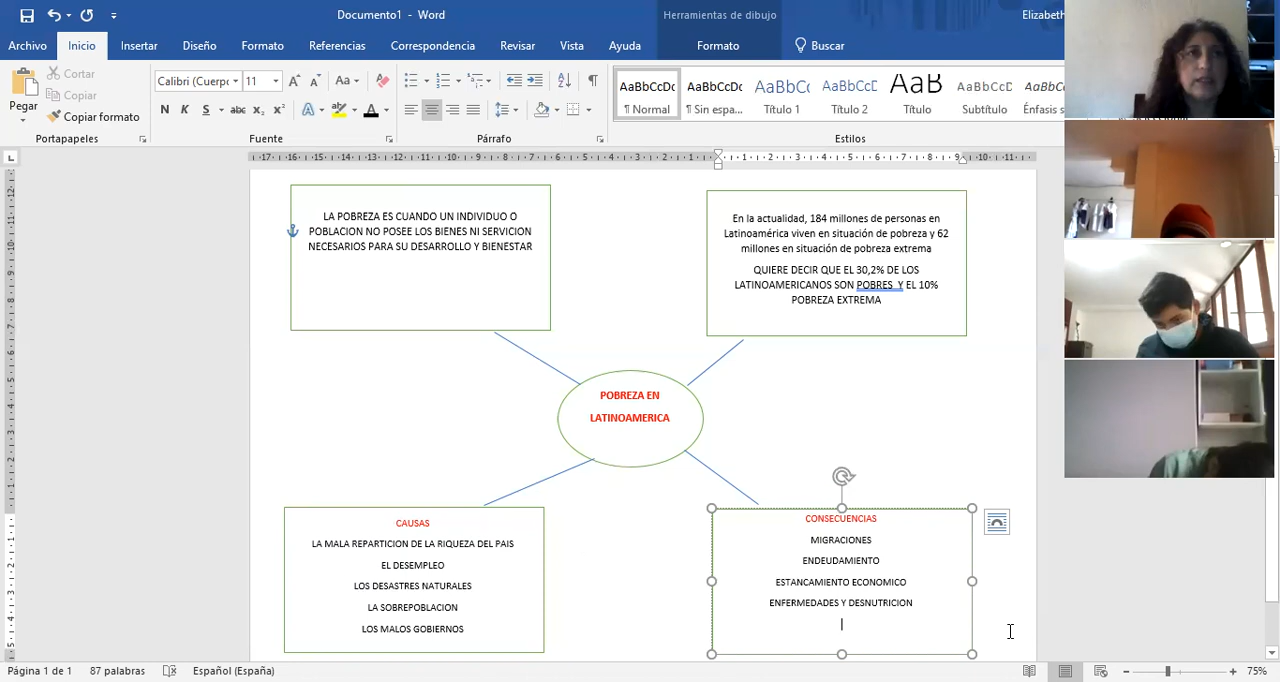 Documento1 - Word
Herramientas de dibujo
Elizabeth
Archivo
Inicio
Insertar
Diseño
Formato
Referencias
Correspondencia
Revisar
Vista
Ayuda
Formato
Buscar
Pegar
Cortar
Copiar
Copiar formato
Portapapeles
Calibri (Cuerpo
11
Fuente
Párrafo
¶ Normal
¶ Sin espa...
Título 1
Título 2
Título
Subtítulo
Énfasis s
Estilos
LA POBREZA ES CUANDO UN INDIVIDUO O
POBLACION NO POSEE LOS BIENES NI SERVICION
NECESARIOS PARA SU DESARROLLO Y BIENESTAR
En la actualidad, 184 millones de personas en
Latinoamérica viven en situación de pobreza y 62
millones en situación de pobreza extrema
QUIERE DECIR QUE EL 30,2% DE LOS
LATINOAMERICANOS SON POBRES Y EL 10%
POBREZA EXTREMA
POBREZA EN
LATINOAMERICA
CAUSAS
LA MALA REPARTICION DE LA RIQUEZA DEL PAIS
EL DESEMPLEO
LOS DESASTRES NATURALES
LA SOBREPOBLACION
LOS MALOS GOBIERNOS
CONSECUENCIAS
MIGRACIONES
ENDEUDAMIENTO
ESTANCAMIENTO ECONOMICO
ENFERMEDADES Y DESNUTRICION
Página 1 de 1
87 palabras
Español (España)
75%